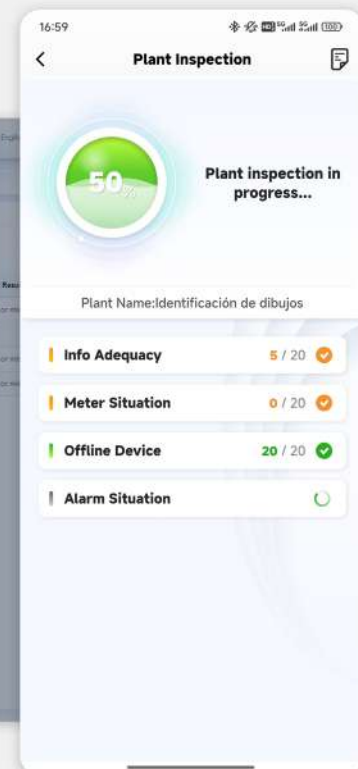 16:59
Plant Inspection
50%
Plant inspection in
progress...
Plant Name:Identificación de dibujos
Info Adequacy 5 / 20
Meter Situation 0 / 20
Offline Device 20 / 20
Alarm Situation